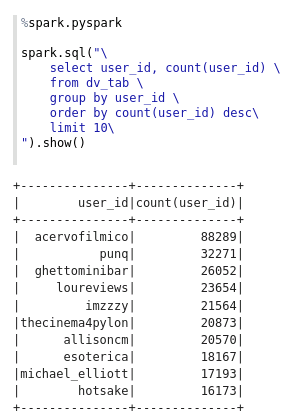 %spark.pyspark
spark.sql("\
    select user_id, count(user_id) \
    from dv_tab \
    group by user_id \
    order by count(user_id) desc\
    limit 10\
").show()
+---------------+--------------+
|        user_id|count(user_id)|
+---------------+--------------+
|  acervofilmico|         88289|
|           punq|         32271|
|  ghettominibar|         26052|
|     loureviews|         23654|
|         imzzzy|         21564|
|thecinema4pylon|         20873|
|      allisoncm|         20570|
|      esoterica|         18167|
|michael_elliott|         17193|
|        hotsake|         16173|
+---------------+--------------+